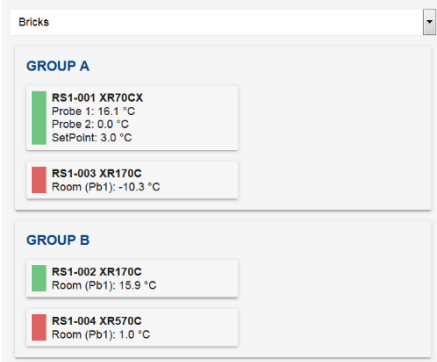 Bricks
GROUP A
RS1-001 XR70CX
Probe 1: 16.1 °C
Probe 2: 0.0 °C
SetPoint: 3.0 °C
RS1-003 XR170C
Room (Pb1): -10.3 °C
GROUP B
RS1-002 XR170C
Room (Pb1): 15.9 °C
RS1-004 XR570C
Room (Pb1): 1.0 °C